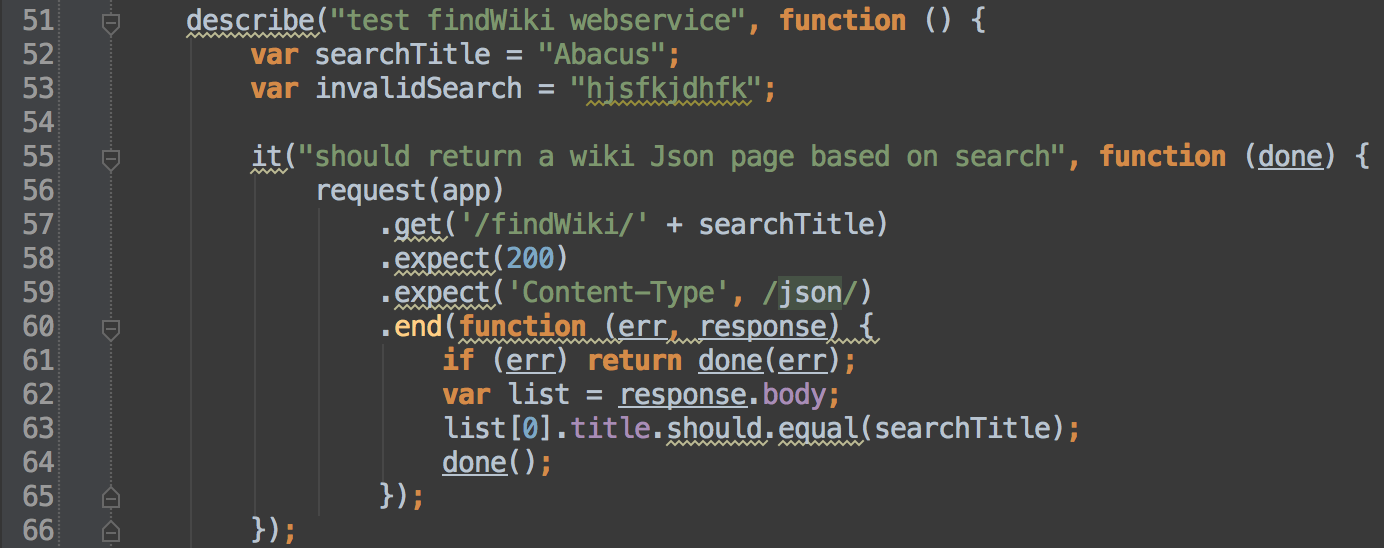 51 describe("test findWiki webservice", function () {
52 var searchTitle = "Abacus";
53 var invalidSearch = "hjsfkjdhfk";
54
55 it("should return a wiki Json page based on search", function (done) {
56 request(app)
57 .get('/findWiki/' + searchTitle)
58 .expect(200)
59 .expect('Content-Type', /json/)
60 .end(function (err, response) {
61 if (err) return done(err);
62 var list = response.body;
63 list[0].title.should.equal(searchTitle);
64 done();
65 });
66 });